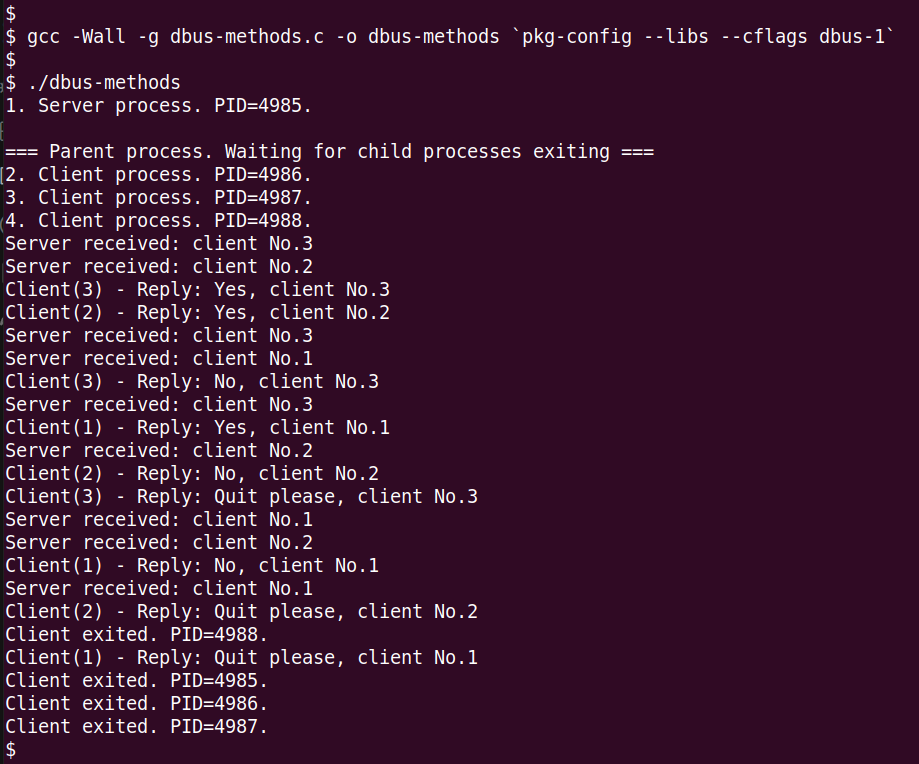 $
$ gcc -Wall -g dbus-methods.c -o dbus-methods `pkg-config --libs --cflags dbus-1`
$
$ ./dbus-methods
1. Server process. PID=4985.

=== Parent process. Waiting for child processes exiting ===
2. Client process. PID=4986.
3. Client process. PID=4987.
4. Client process. PID=4988.
Server received: client No.3
Server received: client No.2
Client(3) - Reply: Yes, client No.3
Client(2) - Reply: Yes, client No.2
Server received: client No.3
Server received: client No.1
Client(3) - Reply: No, client No.3
Server received: client No.3
Client(1) - Reply: Yes, client No.1
Server received: client No.2
Client(2) - Reply: No, client No.2
Client(3) - Reply: Quit please, client No.3
Server received: client No.1
Server received: client No.2
Client(1) - Reply: No, client No.1
Server received: client No.1
Client(2) - Reply: Quit please, client No.2
Client exited. PID=4988.
Client(1) - Reply: Quit please, client No.1
Client exited. PID=4985.
Client exited. PID=4986.
Client exited. PID=4987.
$